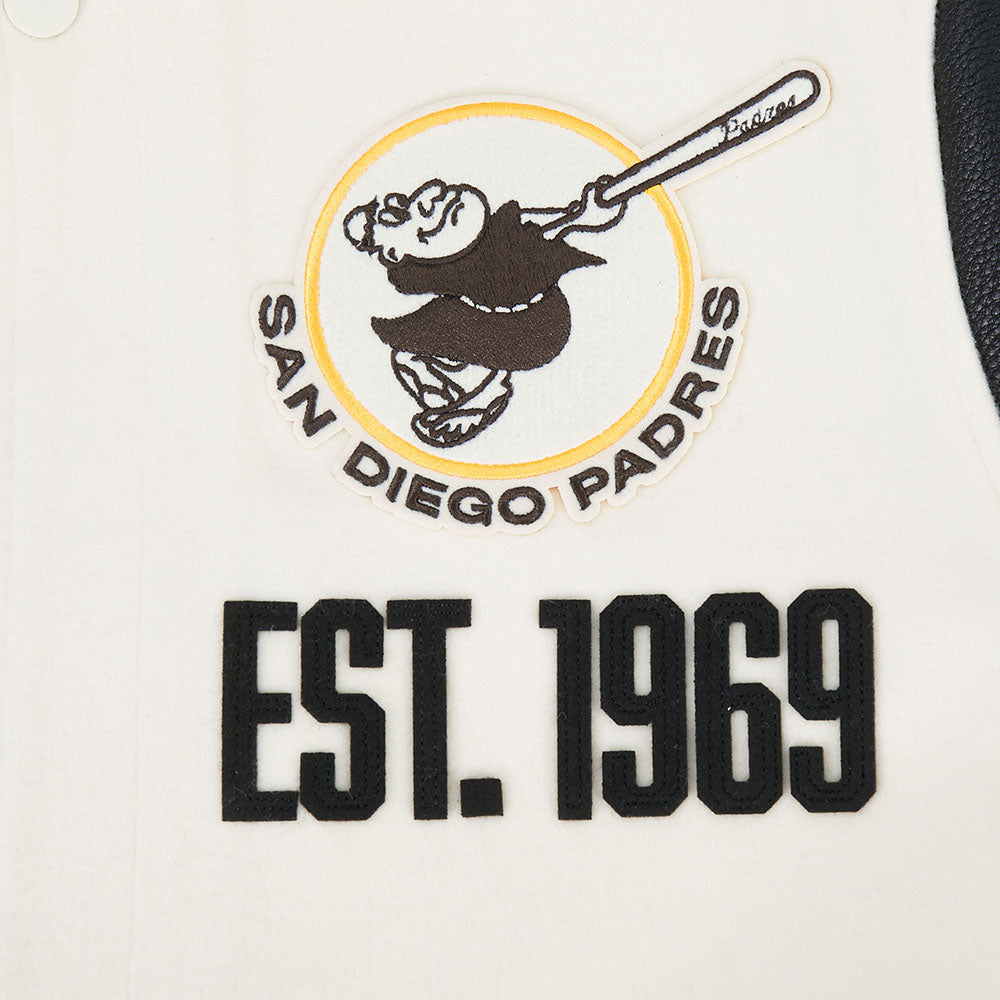 Padres
SAN DIEGO PADRES
EST. 1969